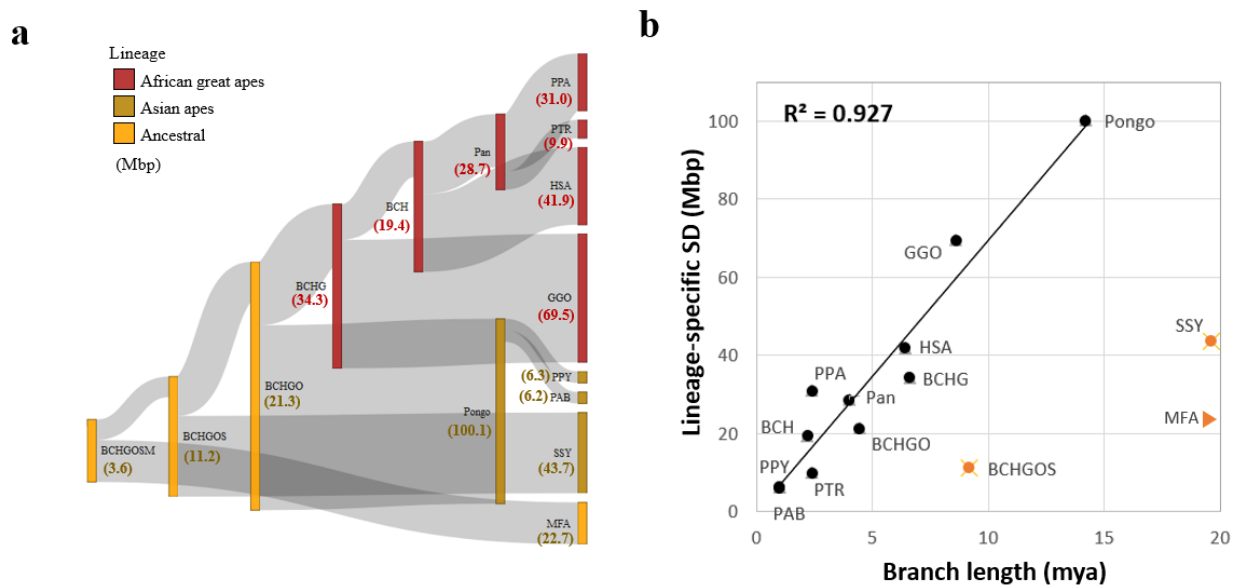 a
Lineage
African great apes
Asian apes
Ancestral
(Mbp)
PPA
(31.0)
PTR
(9.9)
Pan
(28.7)
HSA
(41.9)
BCH
(19.4)
BCHG
(34.3)
GGO
(69.5)
BCHGO
(21.3)
(6.3) PPY
(6.2) PAB
Pongo
(100.1)
BCHGOSM
(3.6)
BCHGOS
(11.2)
SSY
(43.7)
MFA
(22.7)
b
R² = 0.927
Lineage-specific SD (Mbp)
100
80
60
40
20
0
Pongo
GGO
SSY
HSA
BCHG
PPA
Pan
MFA
BCH
BCHGO
PPY
BCHGOS
PTR
PAB
0 5 10 15 20
Branch length (mya)